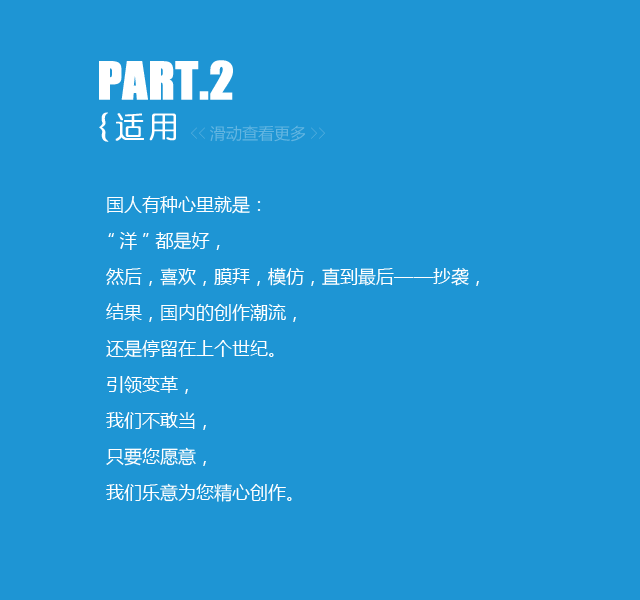 PART.2
{适用 << 滑动查看更多 >>
国人有种心里就是：
“ 洋 ” 都是好，
然后，喜欢，膜拜，模仿，直到最后——抄袭，
结果，国内的创作潮流，
还是停留在上个世纪。
引领变革，
我们不敢当，
只要您愿意，
我们乐意为您精心创作。